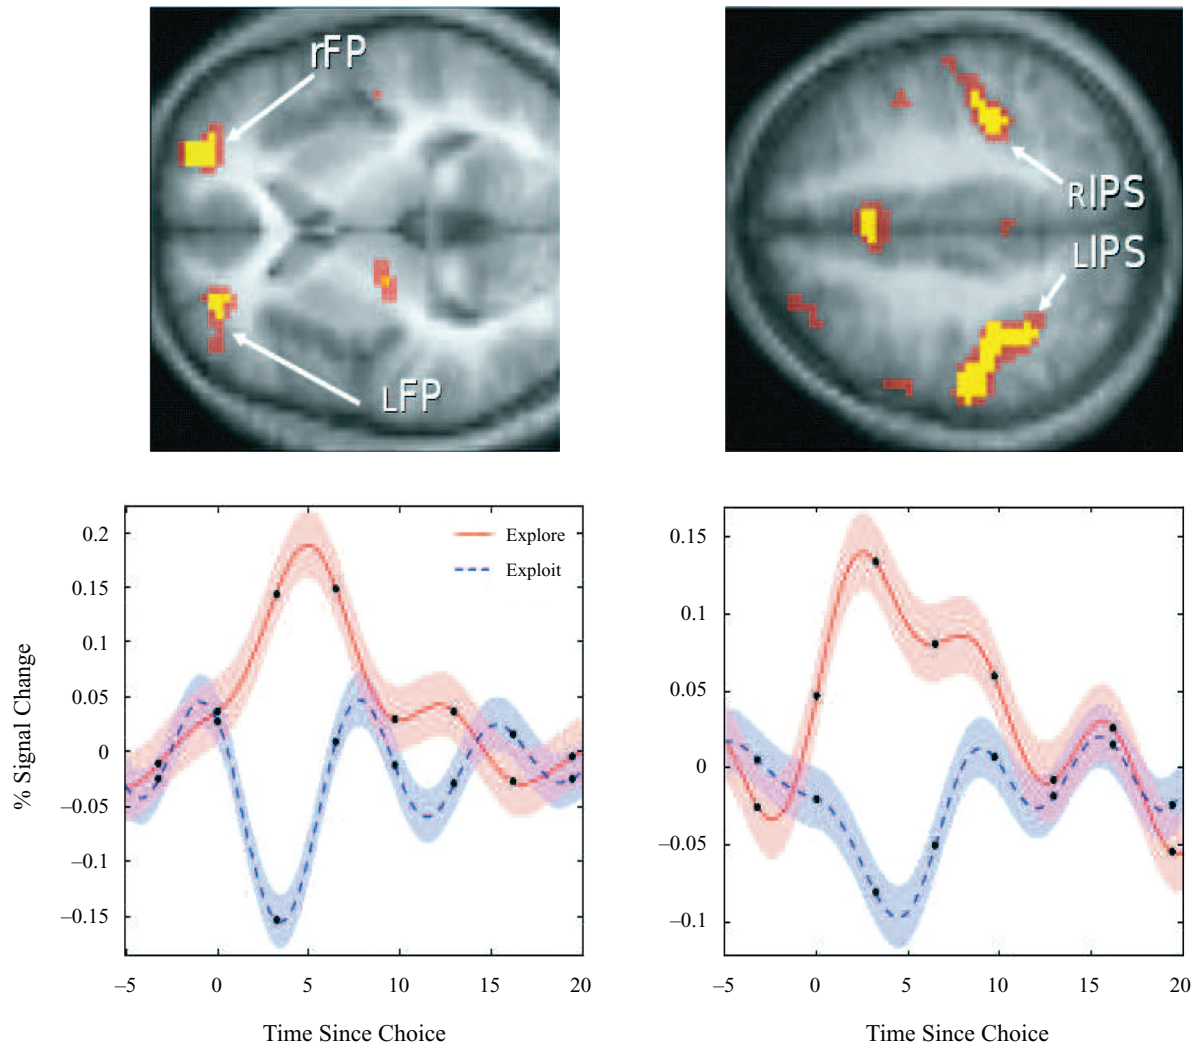 rFP
LFP
RIPS
LIPS
0.2
0.15
0.1
0.05
0
–0.05
–0.1
–0.15
–5 0 5 10 15 20
% Signal Change
Time Since Choice
Explore
Exploit
0.15
0.1
0.05
0
–0.05
–0.1
–5 0 5 10 15 20
Time Since Choice